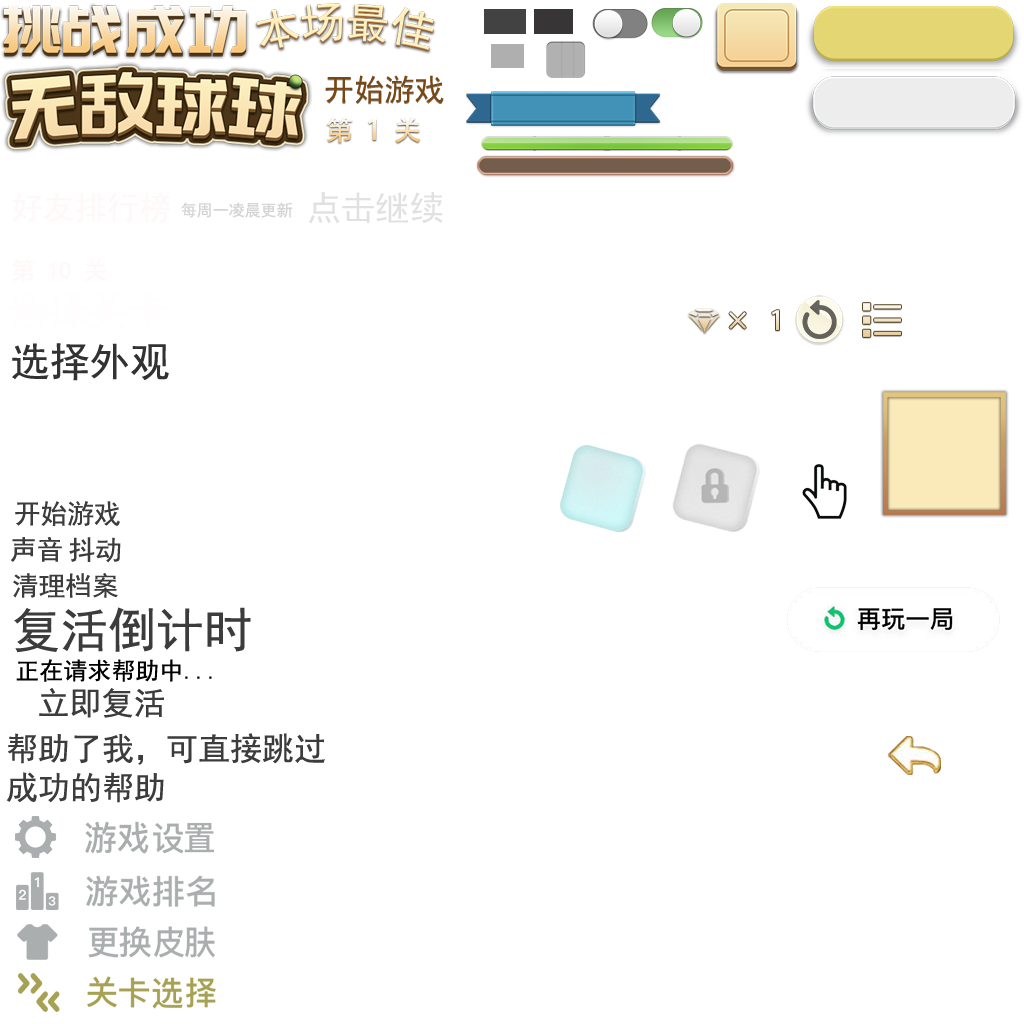 挑战成功
本场最佳
无敌球球
开始游戏
第 1 关
好友排行榜
每周一凌晨更新
点击继续
第 10 关
× 1
选择外观
开始游戏
声音 抖动
清理档案
复活倒计时
再玩一局
正在请求帮助中...
立即复活
帮助了我，可直接跳过
成功的帮助
游戏设置
1
2
3
游戏排名
更换皮肤
关卡选择